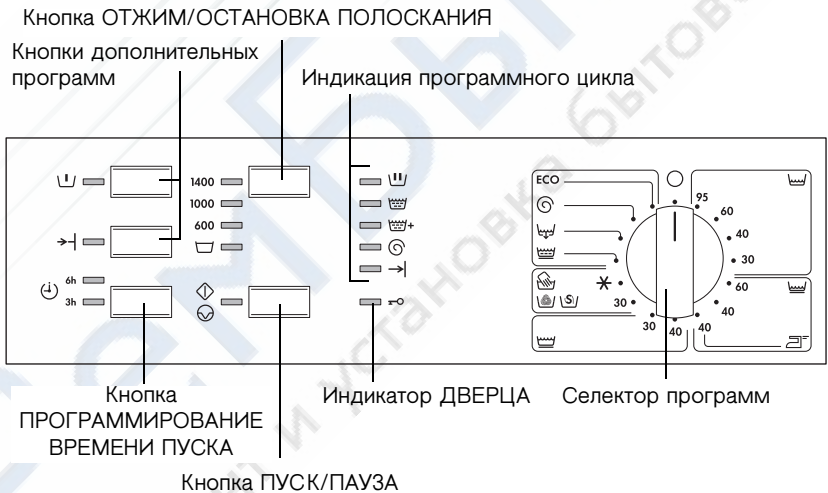 Кнопка ОТЖИМ/ОСТАНОВКА ПОЛОСКАНИЯ
Кнопки дополнительных
программ
Индикация программного цикла
1400
1000
600
6h
3h
+
ECO
95
60
40
30
60
40
40
40
30
30
Кнопка
ПРОГРАММИРОВАНИЕ
ВРЕМЕНИ ПУСКА
Индикатор ДВЕРЦА
Селектор программ
Кнопка ПУСК/ПАУЗА